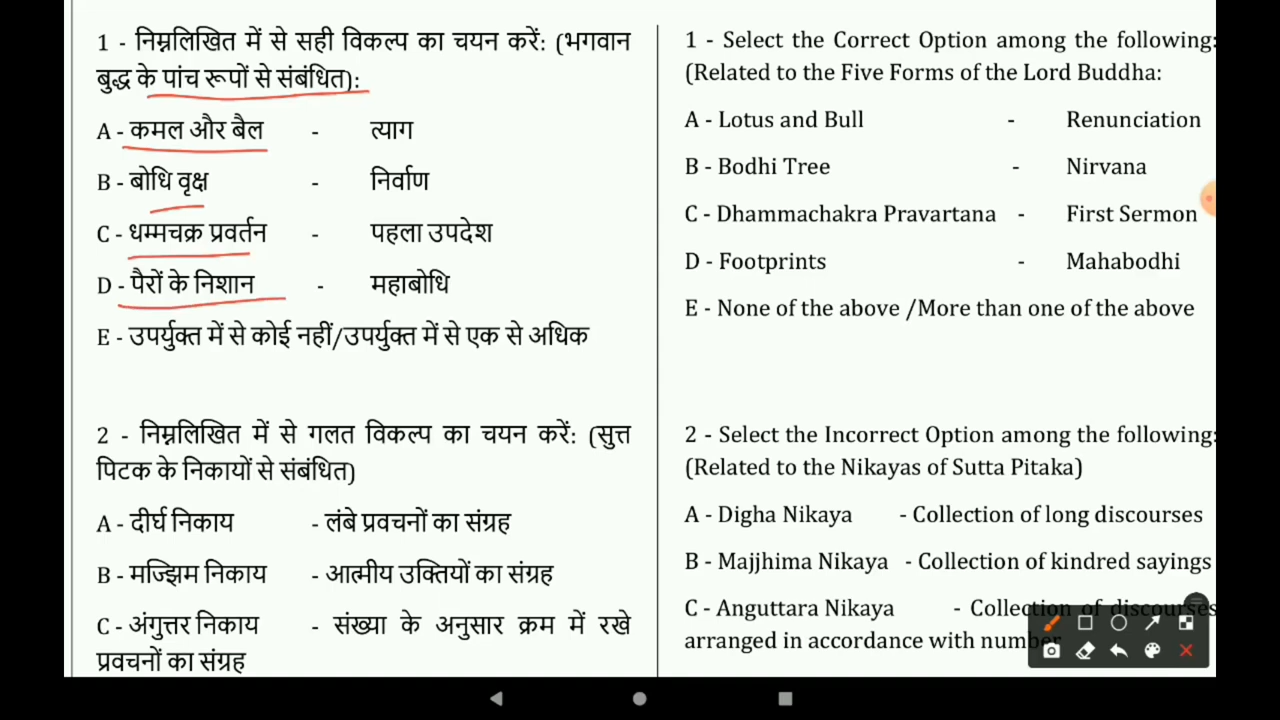 1 - निम्नलिखित में से सही विकल्प का चयन करें: (भगवान
बुद्ध के पांच रूपों से संबंधित):
A - कमल और बैल - त्याग
B - बोधि वृक्ष - निर्वाण
C - धम्मचक्र प्रवर्तन - पहला उपदेश
D - पैरों के निशान - महाबोधि
E - उपर्युक्त में से कोई नहीं/उपर्युक्त में से एक से अधिक
2 - निम्नलिखित में से गलत विकल्प का चयन करें: (सुत्त
पिटक के निकायों से संबंधित)
A - दीर्घ निकाय - लंबे प्रवचनों का संग्रह
B - मज्झिम निकाय - आत्मीय उक्तियों का संग्रह
C - अंगुत्तर निकाय - संख्या के अनुसार क्रम में रखे
प्रवचनों का संग्रह
1 - Select the Correct Option among the following:
(Related to the Five Forms of the Lord Buddha:
A - Lotus and Bull - Renunciation
B - Bodhi Tree - Nirvana
C - Dhammachakra Pravartana - First Sermon
D - Footprints - Mahabodhi
E - None of the above /More than one of the above
2 - Select the Incorrect Option among the following:
(Related to the Nikayas of Sutta Pitaka)
A - Digha Nikaya - Collection of long discourses
B - Majjhima Nikaya - Collection of kindred sayings
C - Anguttara Nikaya - Collection of discourses
arranged in accordance with number